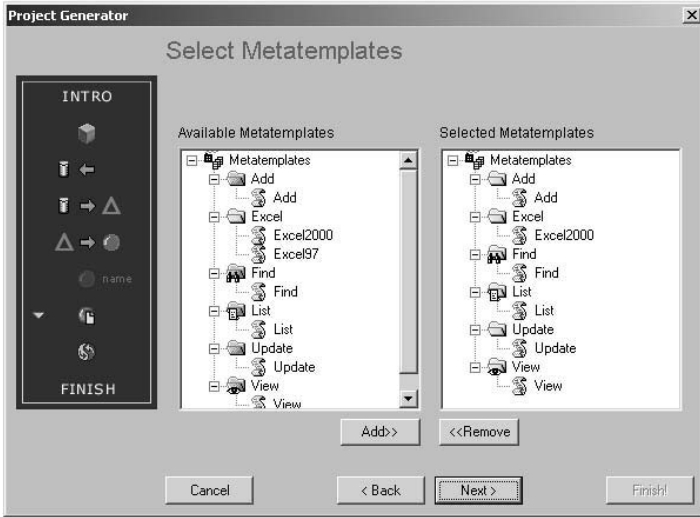 Project Generator
Select Metatemplates
INTRO
name
FINISH
Available Metatemplates
Metatemplates
Add
Add
Excel
Excel2000
Excel97
Find
Find
List
List
Update
Update
View
View
Add>>
Selected Metatemplates
Metatemplates
Add
Add
Excel
Excel2000
Find
Find
List
List
Update
Update
View
View
<<Remove
Cancel
< Back
Next >
Finish!